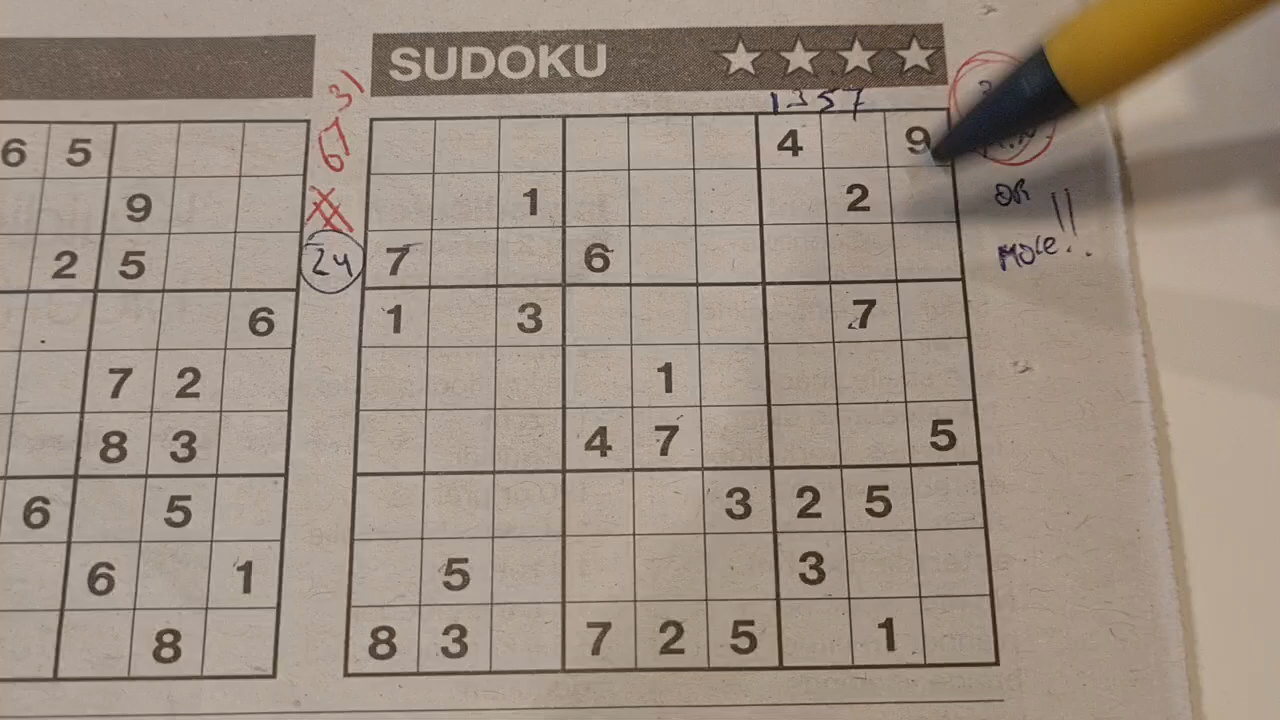 SUDOKU
1357
31
67
24
OR
MORE!!
6 5 4 9
9 1 2
2 5 7 6
6 1 3 7
7 2 1
8 3 4 7 5
6 5 3 2 5
6 1 5 3
8 8 3 7 2 5 1